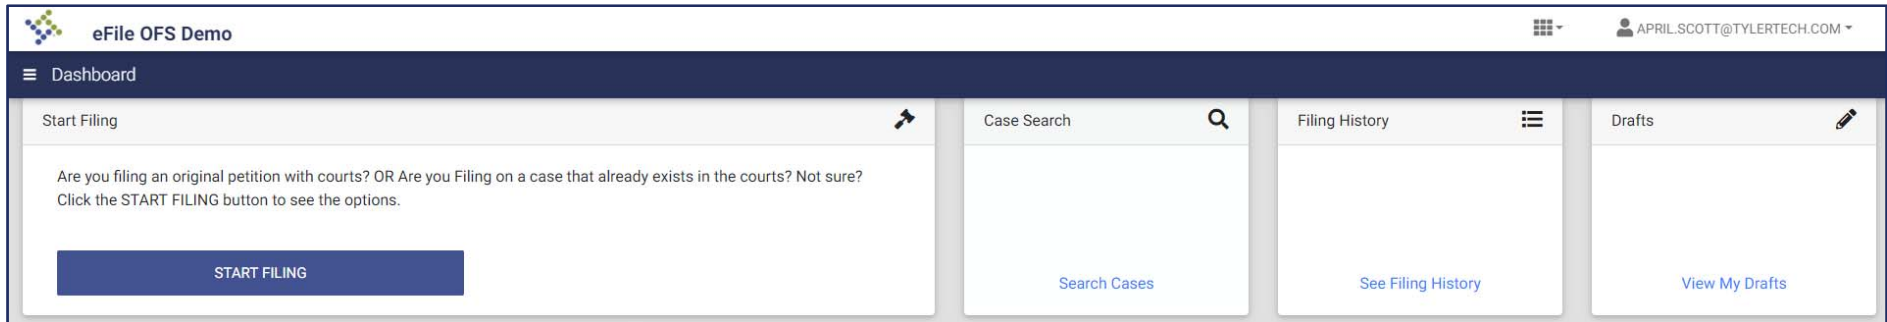 eFile OFS Demo
APRIL.SCOTT@TYLERTECH.COM
Dashboard
Start Filing
Are you filing an original petition with courts? OR Are you Filing on a case that already exists in the courts? Not sure?
Click the START FILING button to see the options.
START FILING
Case Search
Search Cases
Filing History
See Filing History
Drafts
View My Drafts